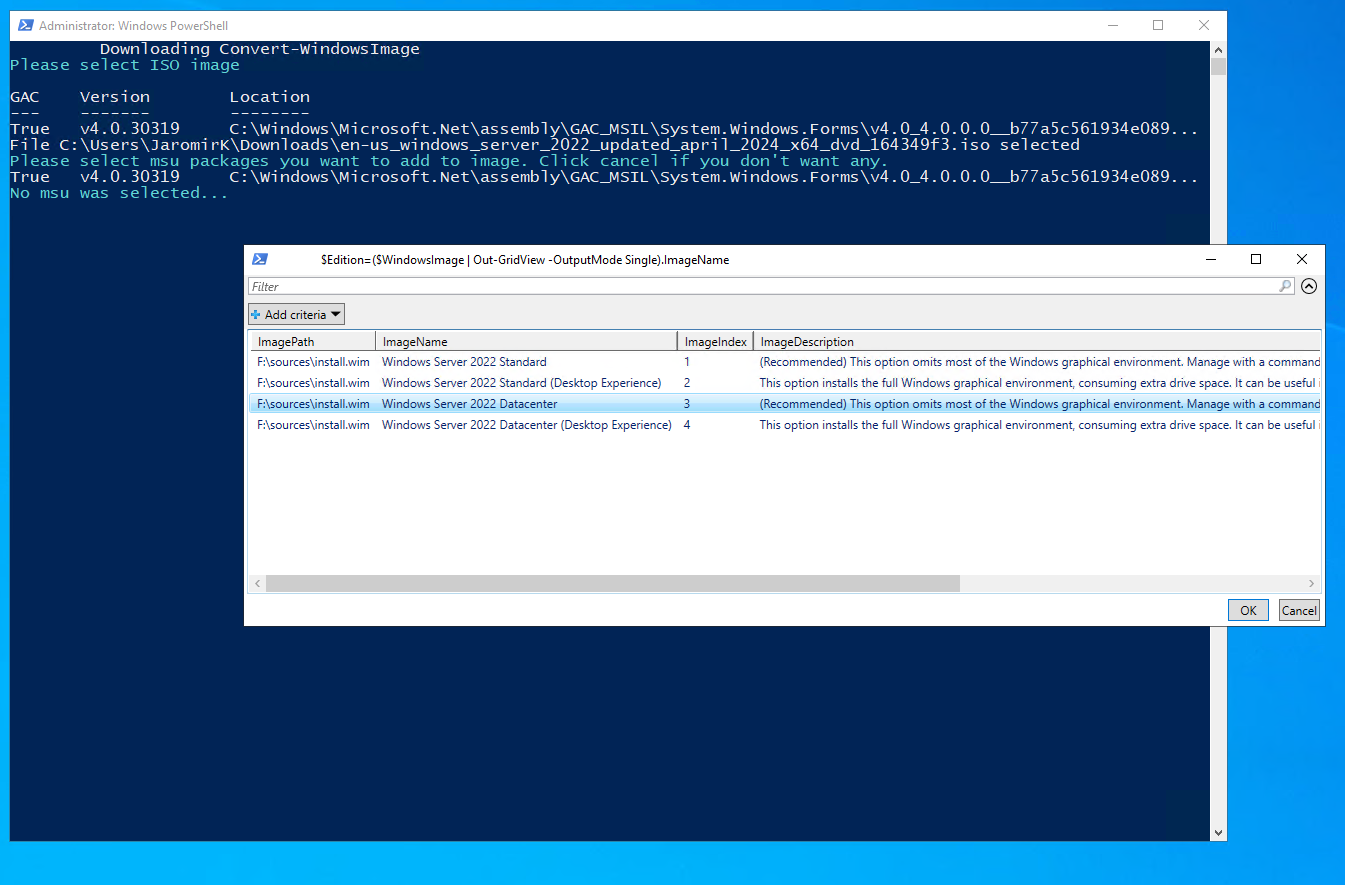 Administrator: Windows PowerShell
Downloading Convert-WindowsImage
Please select ISO image
GAC Version Location
--- ------- --------
True v4.0.30319 C:\Windows\Microsoft.Net\assembly\GAC_MSIL\System.Windows.Forms\v4.0_4.0.0.0__b77a5c561934e089...
File C:\Users\JaromirK\Downloads\en-us_windows_server_2022_updated_april_2024_x64_dvd_164349f3.iso selected
Please select msu packages you want to add to image. Click cancel if you don't want any.
True v4.0.30319 C:\Windows\Microsoft.Net\assembly\GAC_MSIL\System.Windows.Forms\v4.0_4.0.0.0__b77a5c561934e089...
No msu was selected...
$Edition=($WindowsImage | Out-GridView -OutputMode Single).ImageName
Filter
Add criteria
ImagePath ImageName ImageIndex ImageDescription
F:\sources\install.wim Windows Server 2022 Standard 1 (Recommended) This option omits most of the Windows graphical environment. Manage with a command
F:\sources\install.wim Windows Server 2022 Standard (Desktop Experience) 2 This option installs the full Windows graphical environment, consuming extra drive space. It can be useful i
F:\sources\install.wim Windows Server 2022 Datacenter 3 (Recommended) This option omits most of the Windows graphical environment. Manage with a command
F:\sources\install.wim Windows Server 2022 Datacenter (Desktop Experience) 4 This option installs the full Windows graphical environment, consuming extra drive space. It can be useful i
OK Cancel